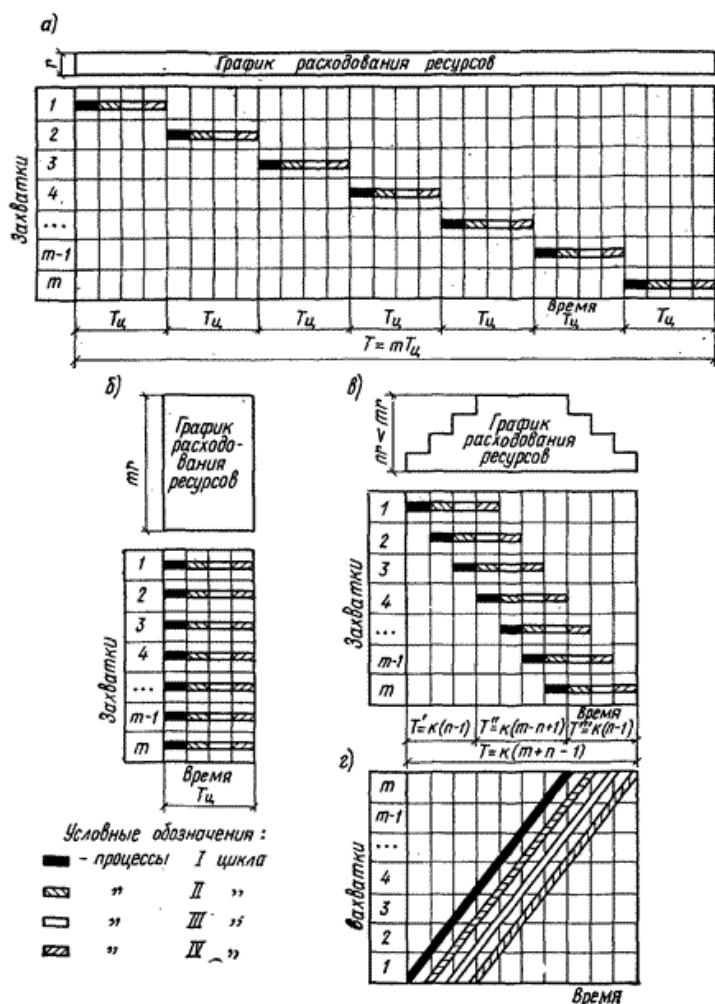 а)
r
График расходования ресурсов
Захватки
1
2
3
4
...
m-1
m
Время
Tц Tц Tц Tц Tц Tц Tц
T = mTц
б)
mr
График
расходо-
вания
ресурсов
Захватки
1
2
3
4
...
m-1
m
Время
Tц
в)
nr < mr
График
расходования
ресурсов
Захватки
1
2
3
4
...
m-1
m
Время
T'=к(n-1) T''=к(m-n+1) T'''=к(n-1)
T=к(m+n-1)
г)
Захватки
m
m-1
...
4
3
2
1
Время
Условные обозначения :
- процессы I цикла
„ II „
„ III „
„ IV „